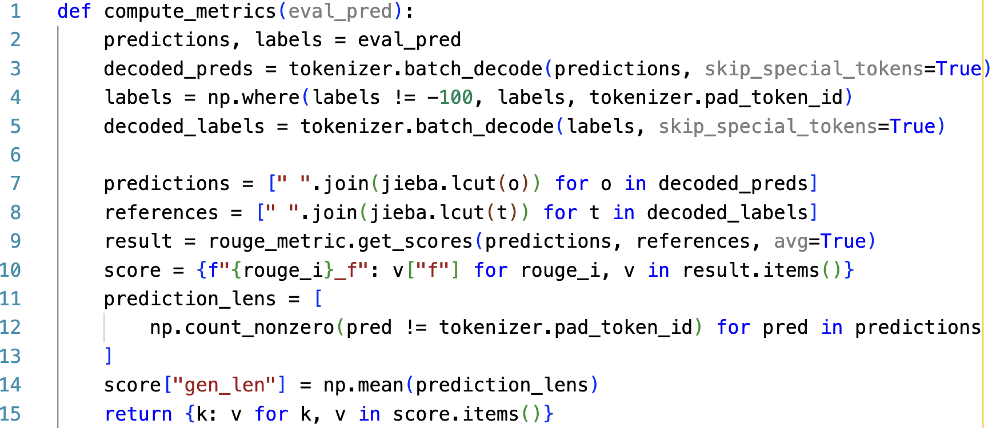 1 def compute_metrics(eval_pred):
2     predictions, labels = eval_pred
3     decoded_preds = tokenizer.batch_decode(predictions, skip_special_tokens=True)
4     labels = np.where(labels != -100, labels, tokenizer.pad_token_id)
5     decoded_labels = tokenizer.batch_decode(labels, skip_special_tokens=True)
6
7     predictions = [" ".join(jieba.lcut(o)) for o in decoded_preds]
8     references = [" ".join(jieba.lcut(t)) for t in decoded_labels]
9     result = rouge_metric.get_scores(predictions, references, avg=True)
10     score = {f"{rouge_i}_f": v["f"] for rouge_i, v in result.items()}
11     prediction_lens = [
12         np.count_nonzero(pred != tokenizer.pad_token_id) for pred in predictions
13     ]
14     score["gen_len"] = np.mean(prediction_lens)
15     return {k: v for k, v in score.items()}